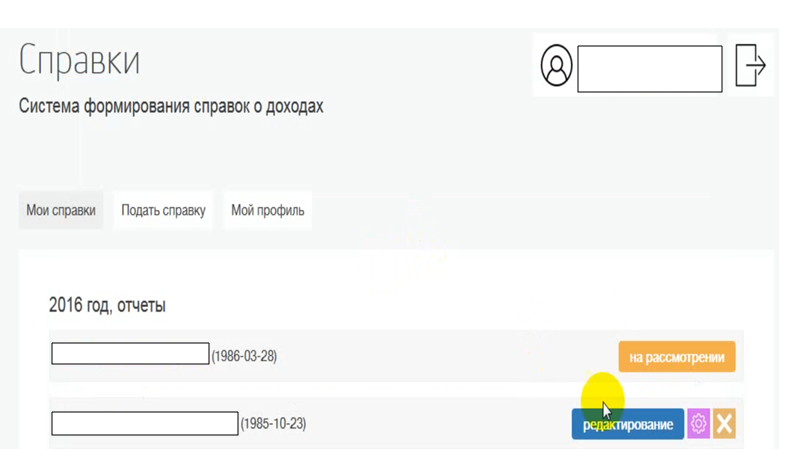 Справки
Система формирования справок о доходах
Мои справки Подать справку Мой профиль
2016 год, отчеты
(1986-03-28) на рассмотрении
(1985-10-23) редактирование